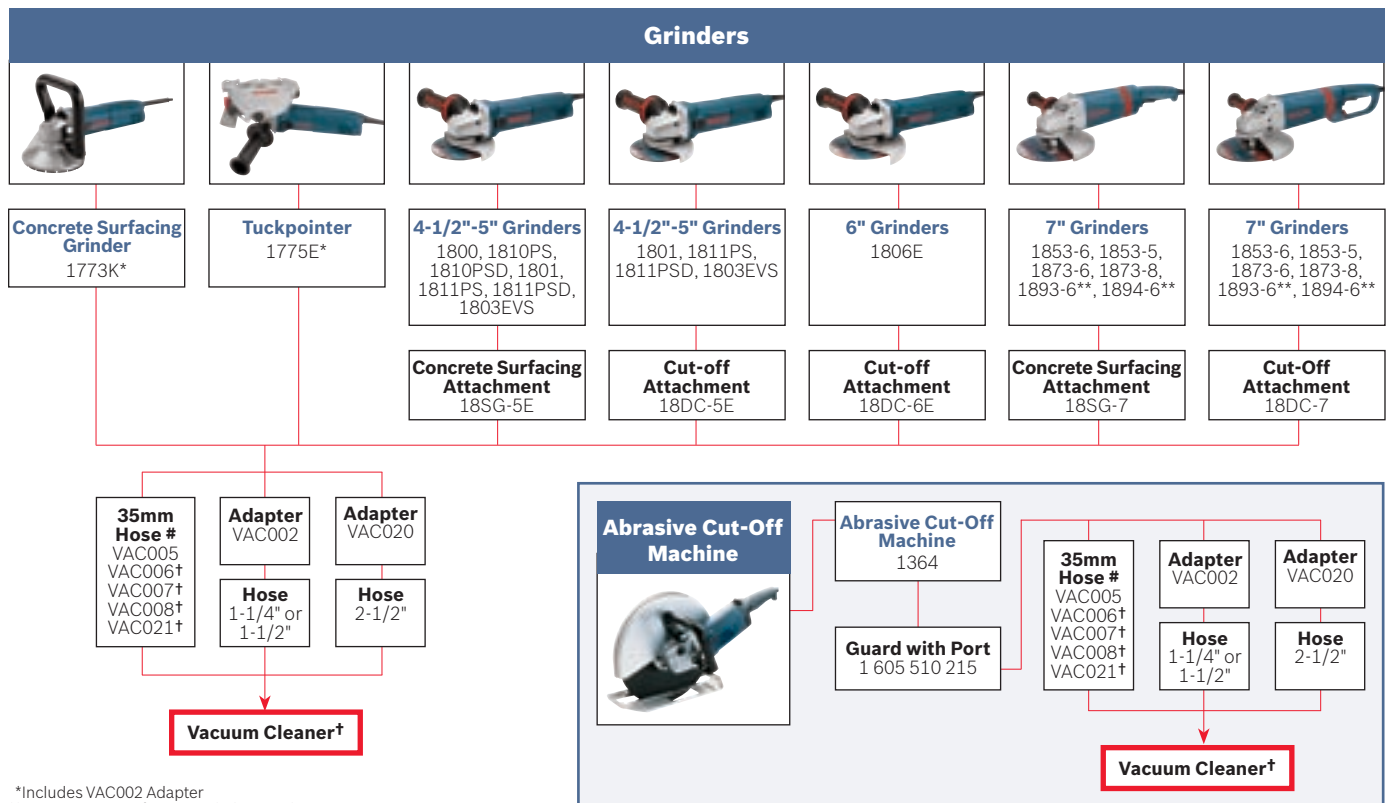 Grinders
Concrete Surfacing
Grinder
1773K*
Tuckpointer
1775E*
4-1/2"-5" Grinders
1800, 1810PS,
1810PSD, 1801,
1811PS, 1811PSD,
1803EVS
4-1/2"-5" Grinders
1801, 1811PS,
1811PSD, 1803EVS
6" Grinders
1806E
7" Grinders
1853-6, 1853-5,
1873-6, 1873-8,
1893-6**, 1894-6**
7" Grinders
1853-6, 1853-5,
1873-6, 1873-8,
1893-6**, 1894-6**
Concrete Surfacing
Attachment
18SG-5E
Cut-off
Attachment
18DC-5E
Cut-off
Attachment
18DC-6E
Concrete Surfacing
Attachment
18SG-7
Cut-Off
Attachment
18DC-7
35mm
Hose #
VAC005
VAC006†
VAC007†
VAC008†
VAC021†
Adapter
VAC002
Hose
1-1/4" or
1-1/2"
Adapter
VAC020
Hose
2-1/2"
Vacuum Cleaner†
*Includes VAC002 Adapter
Abrasive Cut-Off
Machine
Abrasive Cut-Off
Machine
1364
Guard with Port
1 605 510 215
35mm
Hose #
VAC005
VAC006†
VAC007†
VAC008†
VAC021†
Adapter
VAC002
Hose
1-1/4" or
1-1/2"
Adapter
VAC020
Hose
2-1/2"
Vacuum Cleaner†